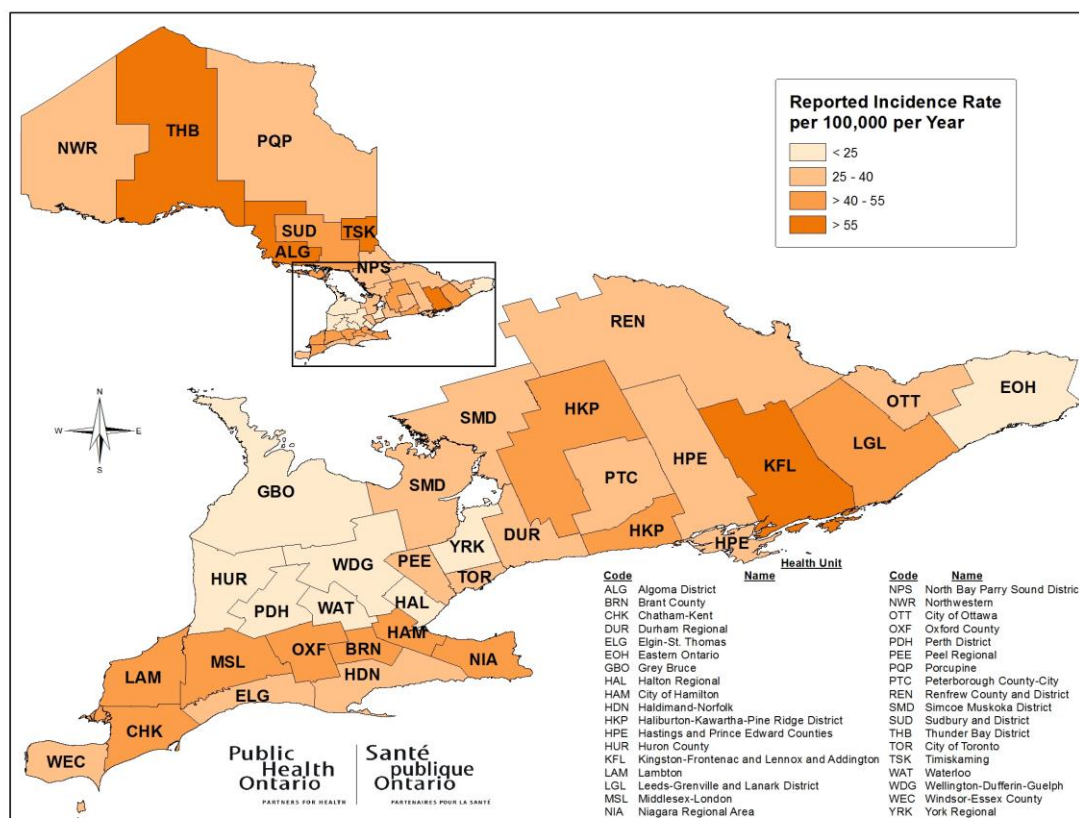 Reported Incidence Rate
per 100,000 per Year
< 25
25 - 40
> 40 - 55
> 55
THB
NWR
PQP
SUD
TSK
ALG
NPS
N
W
E
S
REN
EOH
OTT
SMD
HKP
LGL
HPE
KFL
PTC
GBO
SMD
DUR
HKP
YRK
HPE
WDG
PEE
HUR
TOR
PDH
WAT
HAL
HAM
OXF
BRN
MSL
NIA
LAM
HDN
ELG
CHK
WEC
Public
Health
Ontario
PARTNERS FOR HEALTH
Santé
publique
Ontario
PARTENAIRES POUR LA SANTÉ
Health Unit
Code Name
ALG Algoma District
BRN Brant County
CHK Chatham-Kent
DUR Durham Regional
ELG Elgin-St. Thomas
EOH Eastern Ontario
GBO Grey Bruce
HAL Halton Regional
HAM City of Hamilton
HDN Haldimand-Norfolk
HKP Haliburton-Kawartha-Pine Ridge District
HPE Hastings and Prince Edward Counties
HUR Huron County
KFL Kingston-Frontenac and Lennox and Addington
LAM Lambton
LGL Leeds-Grenville and Lanark District
MSL Middlesex-London
NIA Niagara Regional Area
Code Name
NPS North Bay Parry Sound District
NWR Northwestern
OTT City of Ottawa
OXF Oxford County
PDH Perth District
PEE Peel Regional
PQP Porcupine
PTC Peterborough County-City
REN Renfrew County and District
SMD Simcoe Muskoka District
SUD Sudbury and District
THB Thunder Bay District
TOR City of Toronto
TSK Timiskaming
WAT Waterloo
WDG Wellington-Dufferin-Guelph
WEC Windsor-Essex County
YRK York Regional